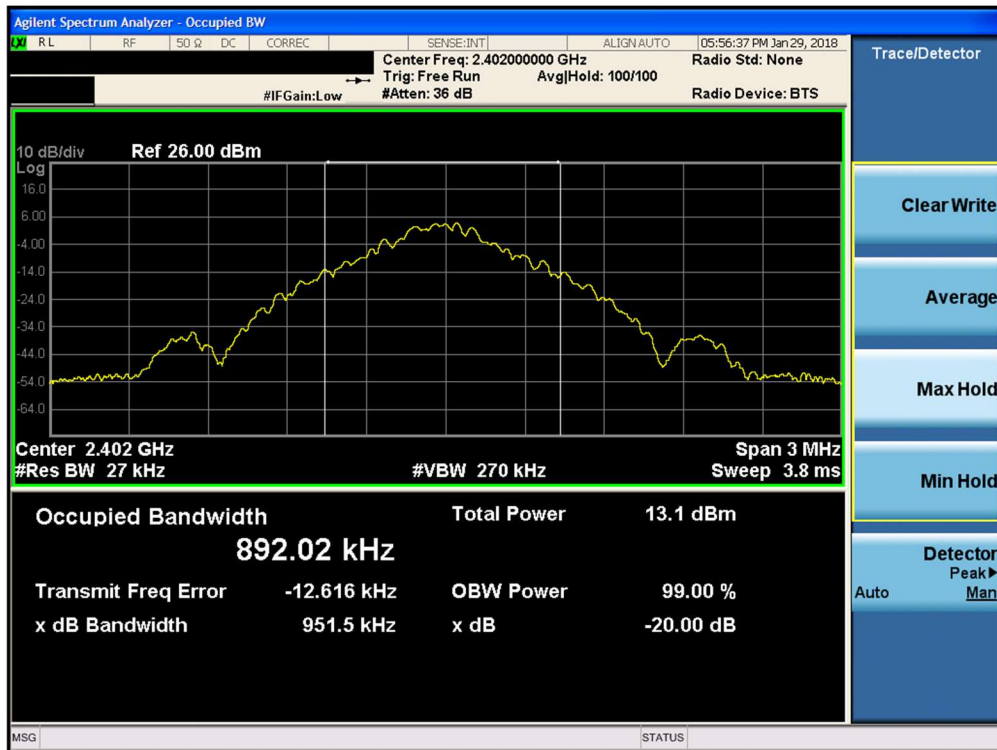 Agilent Spectrum Analyzer - Occupied BW
LXI RL RF 50 Ω DC CORREC SENSE:INT ALIGN AUTO 05:56:37 PM Jan 29, 2018
Center Freq: 2.402000000 GHz Radio Std: None
Trig: Free Run Avg|Hold: 100/100
#IFGain:Low #Atten: 36 dB Radio Device: BTS
Trace/Detector
10 dB/div Ref 26.00 dBm
Log
16.0
6.00
-4.00
-14.0
-24.0
-34.0
-44.0
-54.0
-64.0
Center 2.402 GHz Span 3 MHz
#Res BW 27 kHz #VBW 270 kHz Sweep 3.8 ms
Occupied Bandwidth Total Power 13.1 dBm
892.02 kHz
Transmit Freq Error -12.616 kHz OBW Power 99.00 %
x dB Bandwidth 951.5 kHz x dB -20.00 dB
Clear Write
Average
Max Hold
Min Hold
Detector
Peak▶
Auto Man
MSG STATUS